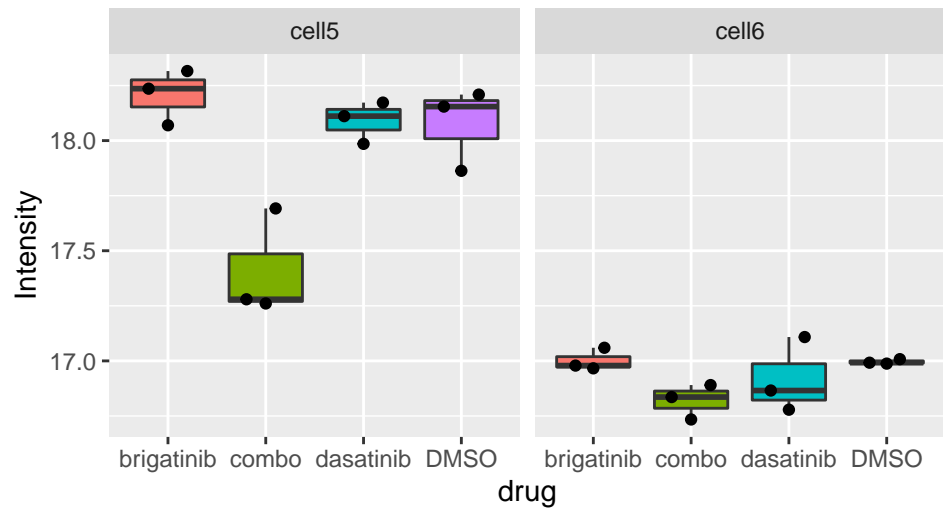 cell5 cell6
Intensity
18.0
17.5
17.0
brigatinib combo dasatinib DMSO brigatinib combo dasatinib DMSO
drug